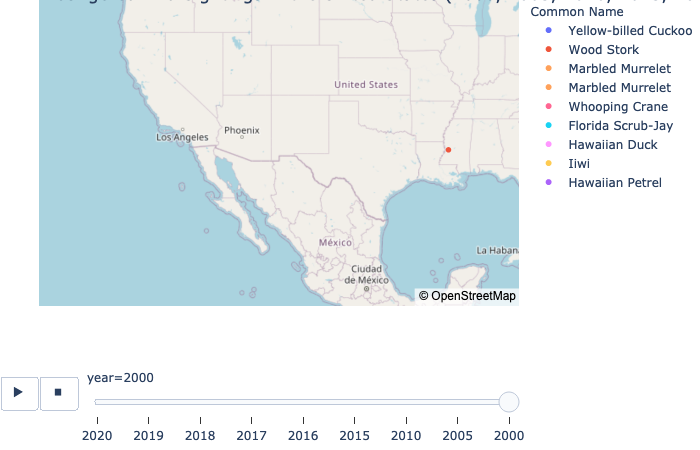 Common Name
Yellow-billed Cuckoo
Wood Stork
Marbled Murrelet
Marbled Murrelet
Whooping Crane
Florida Scrub-Jay
Hawaiian Duck
Iiwi
Hawaiian Petrel
United States
Los Angeles
Phoenix
México
Ciudad
de México
La Haban
© OpenStreetMap
year=2000
2020 2019 2018 2017 2016 2015 2010 2005 2000